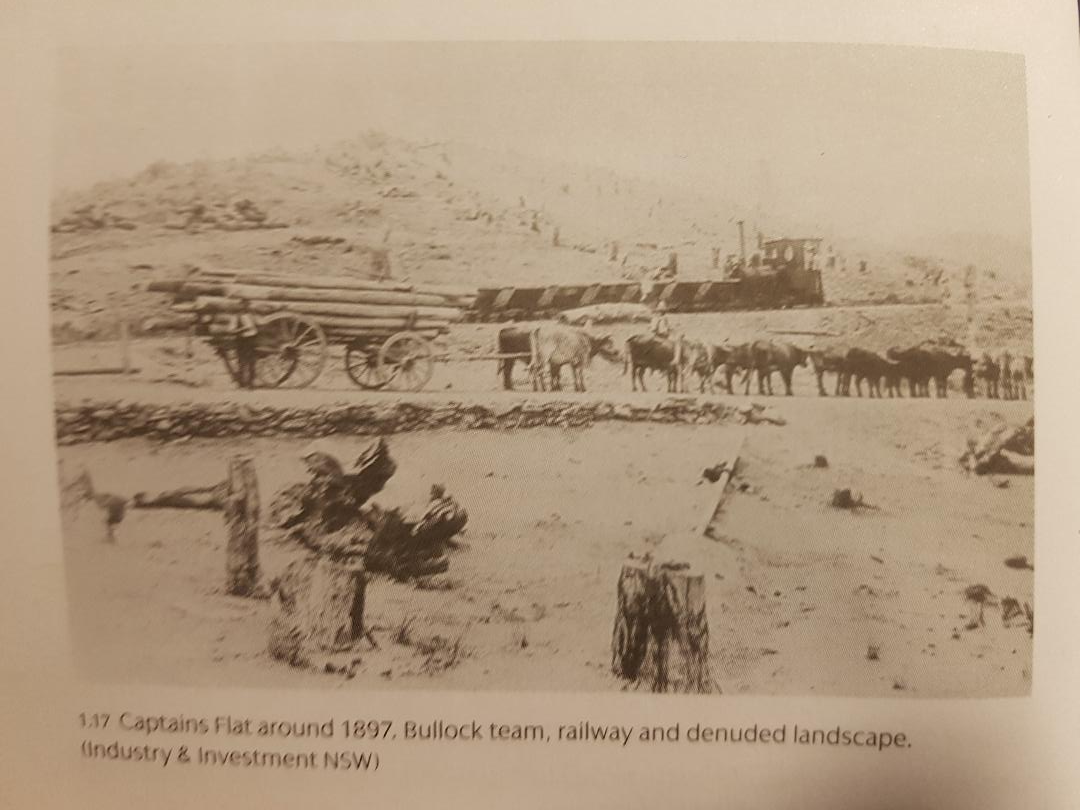 1.17 Captains Flat around 1897, Bullock team, railway and denuded landscape.
(Industry & Investment NSW)